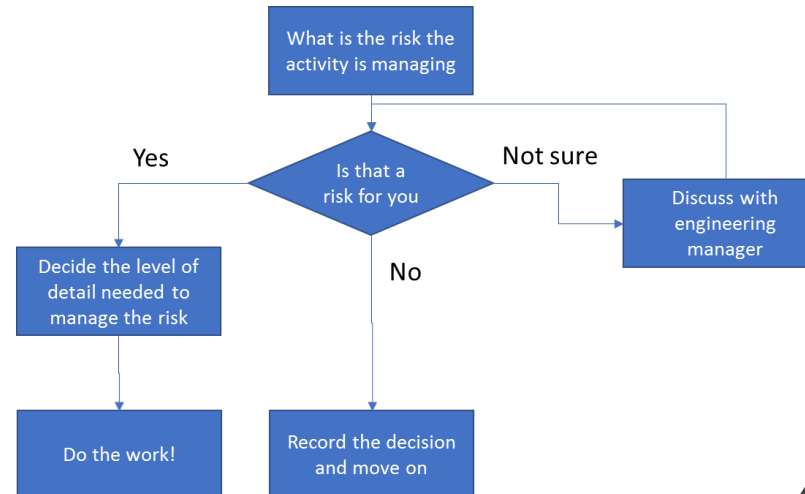 What is the risk the
activity is managing
Yes
Is that a
risk for you
Not sure
Discuss with
engineering
manager
Decide the level of
detail needed to
manage the risk
No
Do the work!
Record the decision
and move on